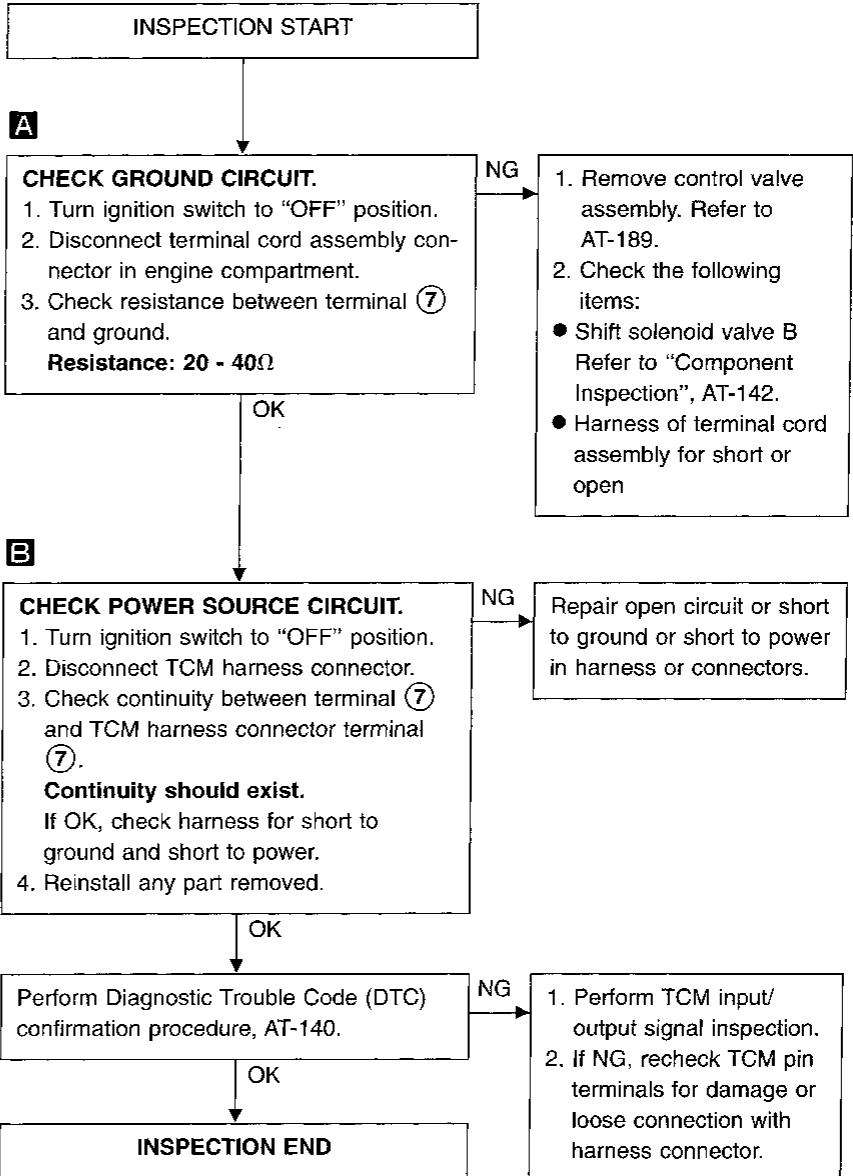 INSPECTION START
A
CHECK GROUND CIRCUIT.
1. Turn ignition switch to "OFF" position.
2. Disconnect terminal cord assembly con-
nector in engine compartment.
3. Check resistance between terminal ⑦
and ground.
Resistance: 20 - 40Ω
NG
1. Remove control valve
assembly. Refer to
AT-189.
2. Check the following
items:
● Shift solenoid valve B
Refer to "Component
Inspection", AT-142.
● Harness of terminal cord
assembly for short or
open
OK
B
CHECK POWER SOURCE CIRCUIT.
1. Turn ignition switch to "OFF" position.
2. Disconnect TCM harness connector.
3. Check continuity between terminal ⑦
and TCM harness connector terminal
⑦.
Continuity should exist.
If OK, check harness for short to
ground and short to power.
4. Reinstall any part removed.
NG
Repair open circuit or short
to ground or short to power
in harness or connectors.
OK
Perform Diagnostic Trouble Code (DTC)
confirmation procedure, AT-140.
NG
1. Perform TCM input/
output signal inspection.
2. If NG, recheck TCM pin
terminals for damage or
loose connection with
harness connector.
OK
INSPECTION END